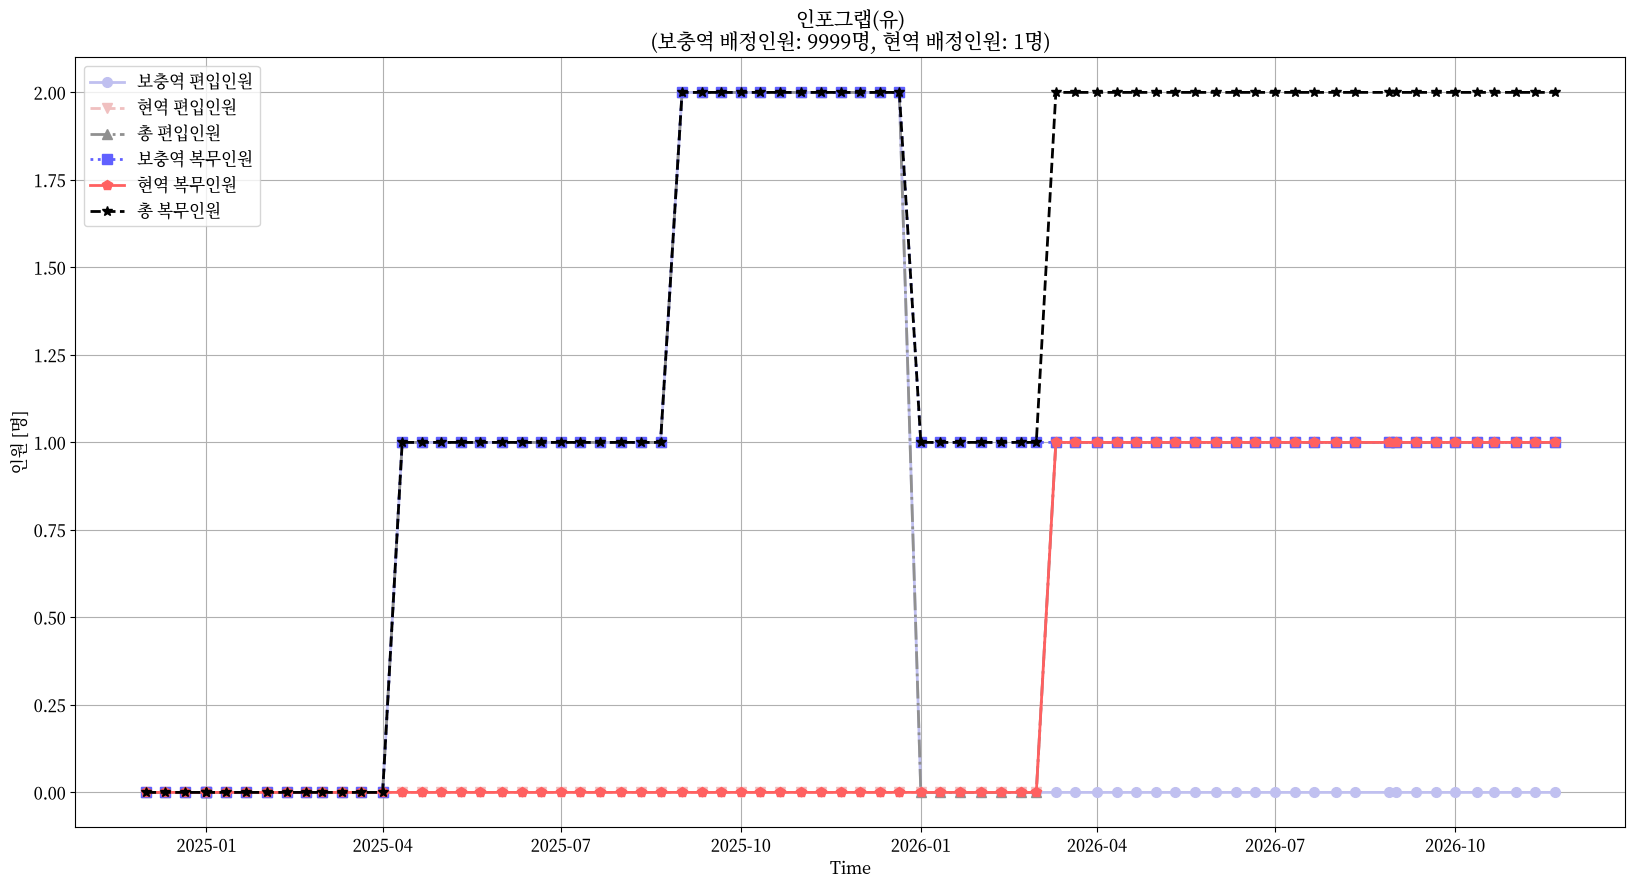 인포그랩(유)
(보충역 배정인원: 9999명, 현역 배정인원: 1명)
보충역 편입인원
현역 편입인원
총 편입인원
보충역 복무인원
현역 복무인원
총 복무인원
2.00
1.75
1.50
1.25
1.00
0.75
0.50
0.25
0.00
인원 [명]
2025-01 2025-04 2025-07 2025-10 2026-01 2026-04 2026-07 2026-10
Time